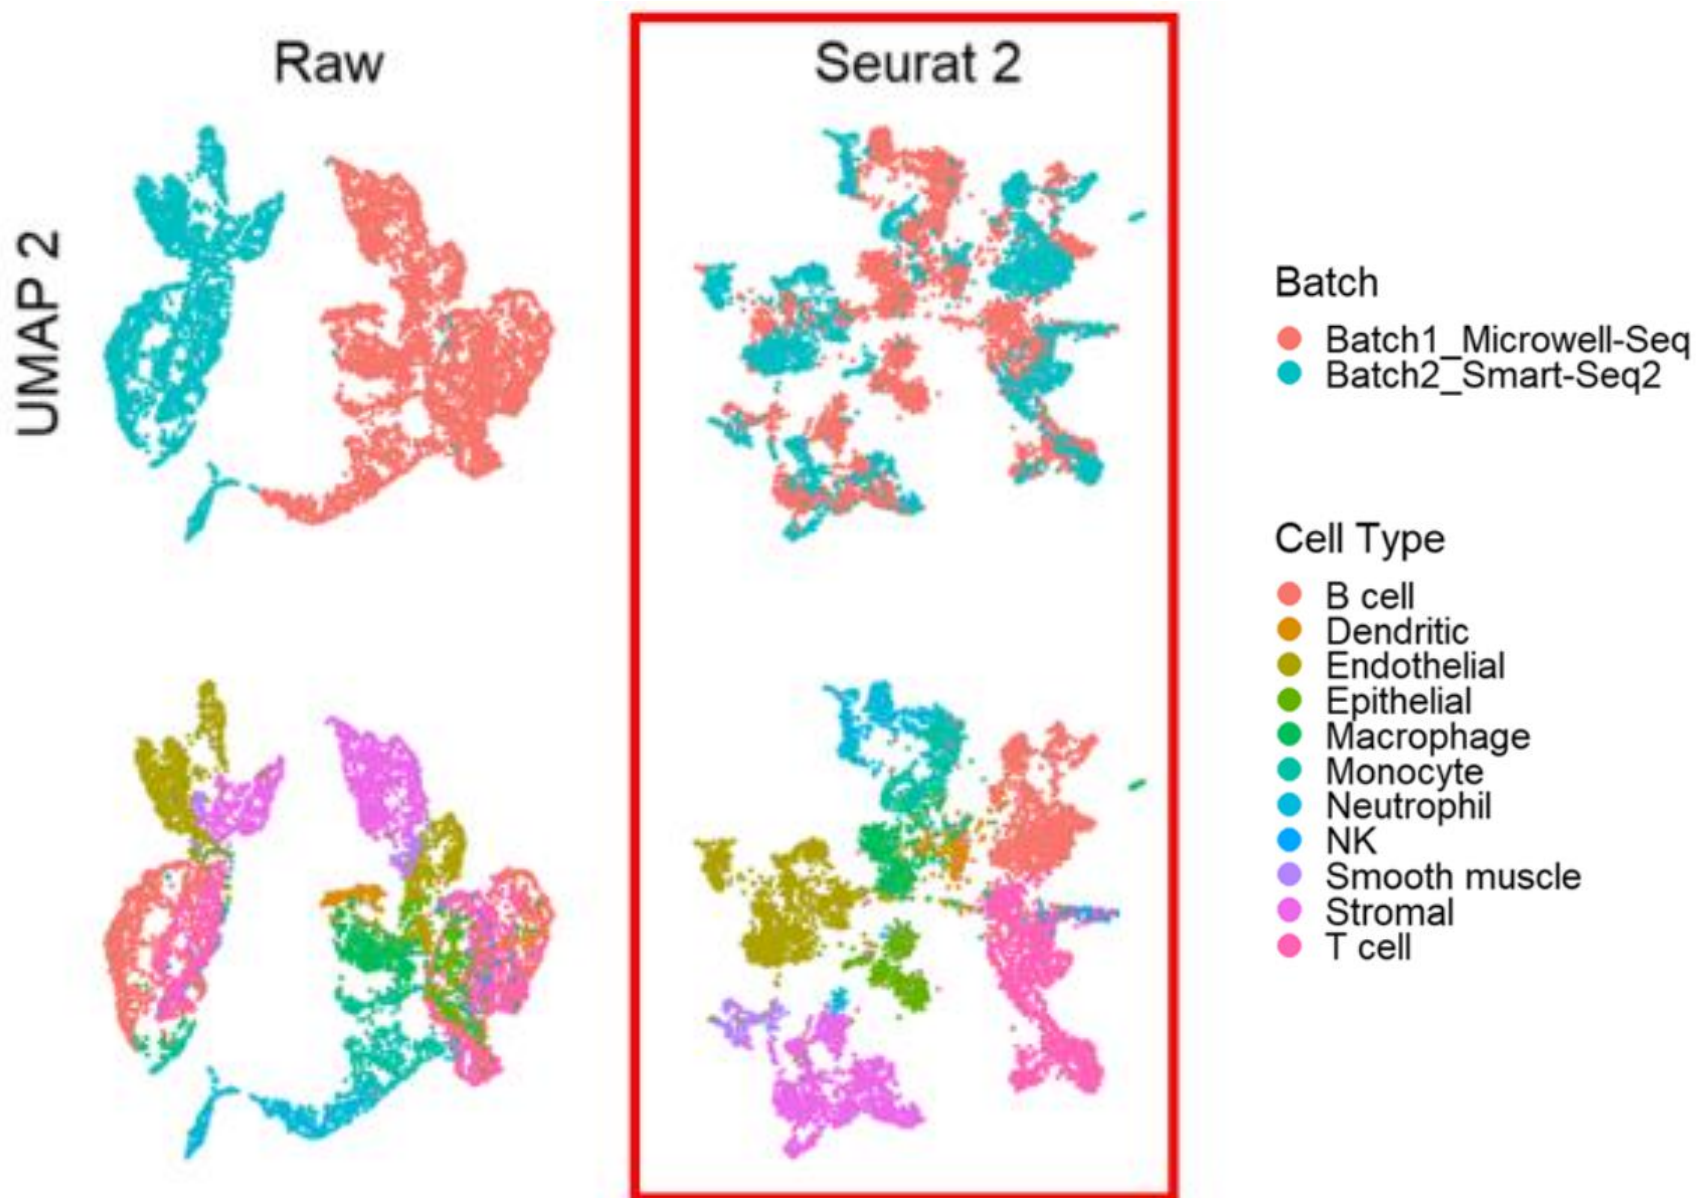 Raw
Seurat 2
UMAP 2
Batch
Batch1_Microwell-Seq
Batch2_Smart-Seq2
Cell Type
B cell
Dendritic
Endothelial
Epithelial
Macrophage
Monocyte
Neutrophil
NK
Smooth muscle
Stromal
T cell